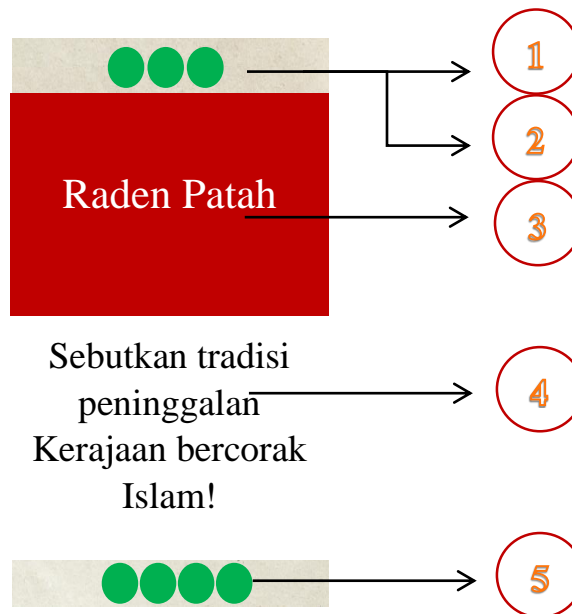 1
2
Raden Patah
3
Sebutkan tradisi
peninggalan
Kerajaan bercorak
Islam!
4
5